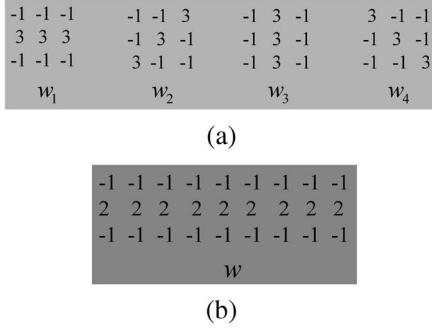 -1 -1 -1 -1 -1 3 -1 3 -1 3 -1 -1
3 3 3 -1 3 -1 -1 3 -1 -1 3 -1
-1 -1 -1 3 -1 -1 -1 3 -1 -1 -1 3
w1 w2 w3 w4
(a)
-1 -1 -1 -1 -1 -1 -1 -1 -1
2 2 2 2 2 2 2 2 2
-1 -1 -1 -1 -1 -1 -1 -1 -1
w
(b)